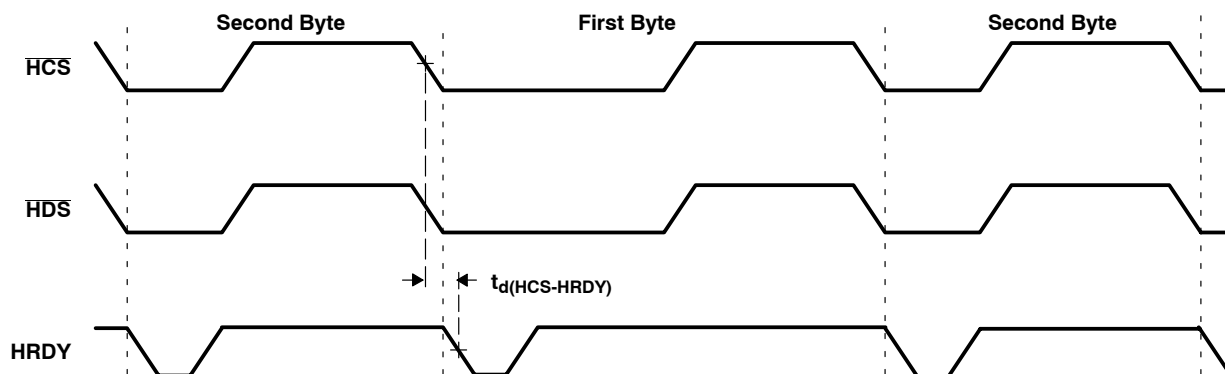 Second Byte First Byte Second Byte
HCS
HDS
td(HCS-HRDY)
HRDY